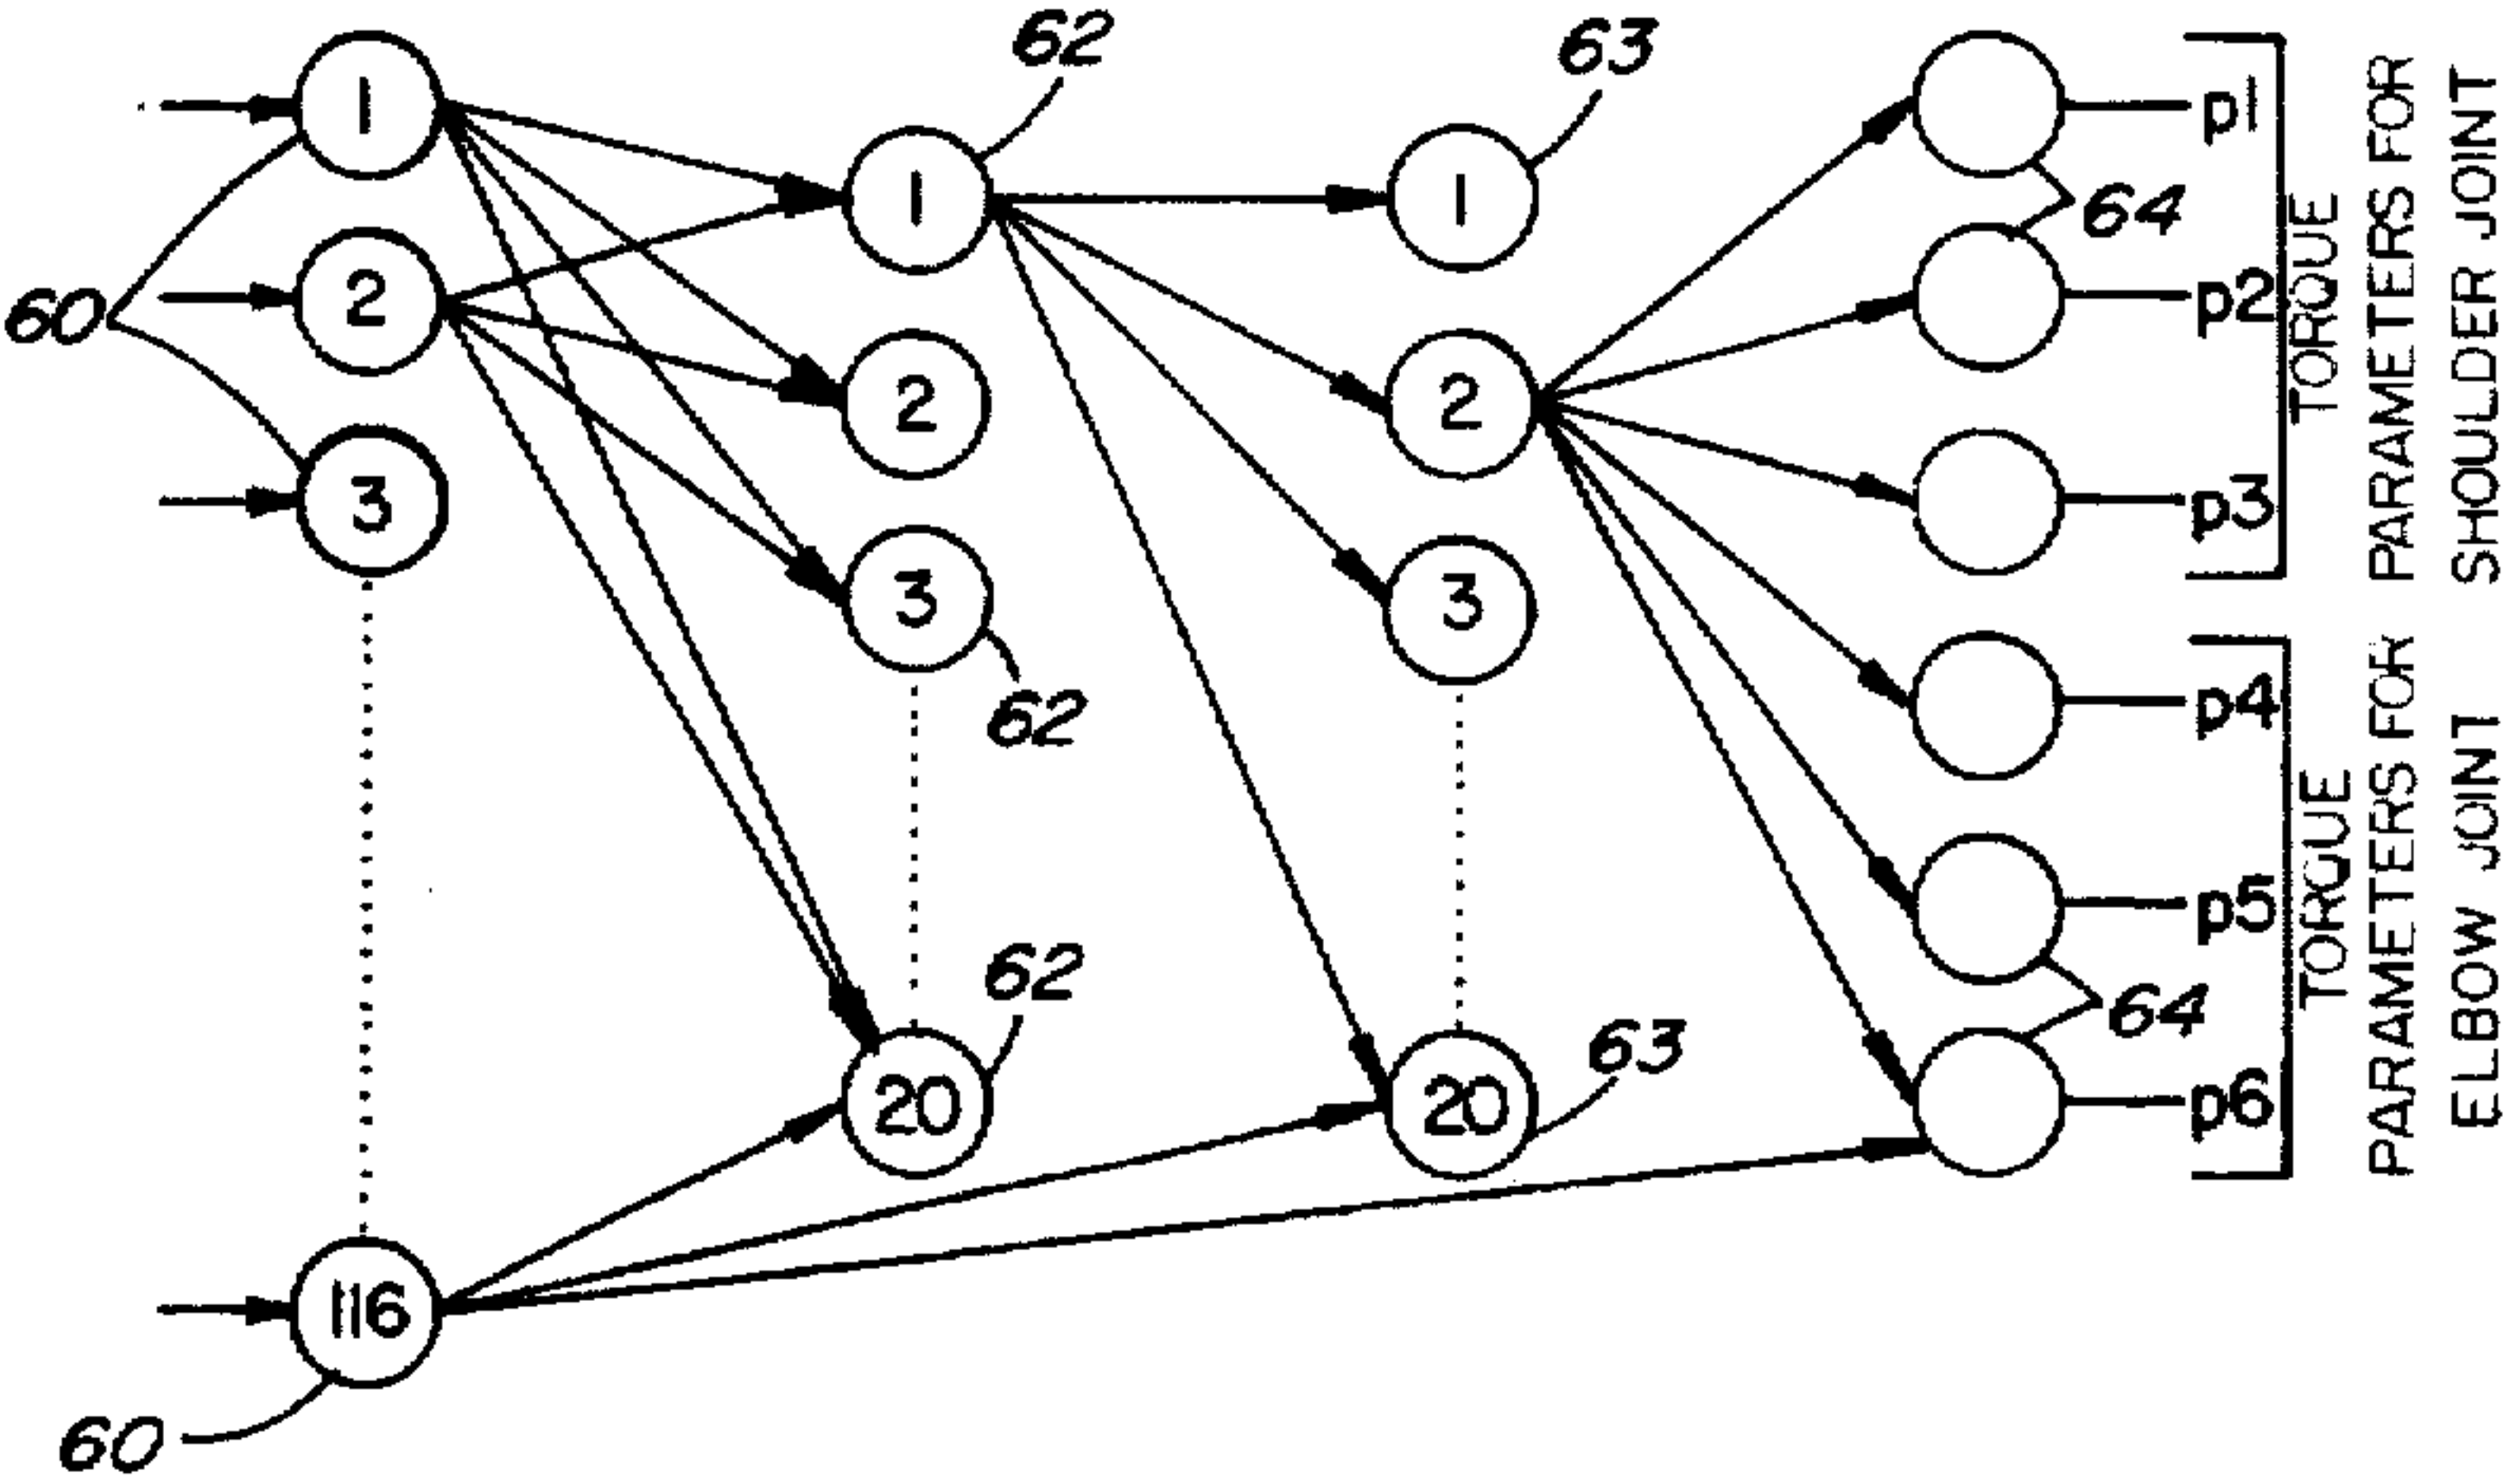 62
63
1
1
1
p1
64
60
2
p2
2
2
3
p3
TORQUE
PARAMETERS FOR
SHOULDER JOINT
3
3
62
p4
p5
62
63
64
20
20
p6
TORQUE
PARAMETERS FOR
ELBOW JOINT
116
60